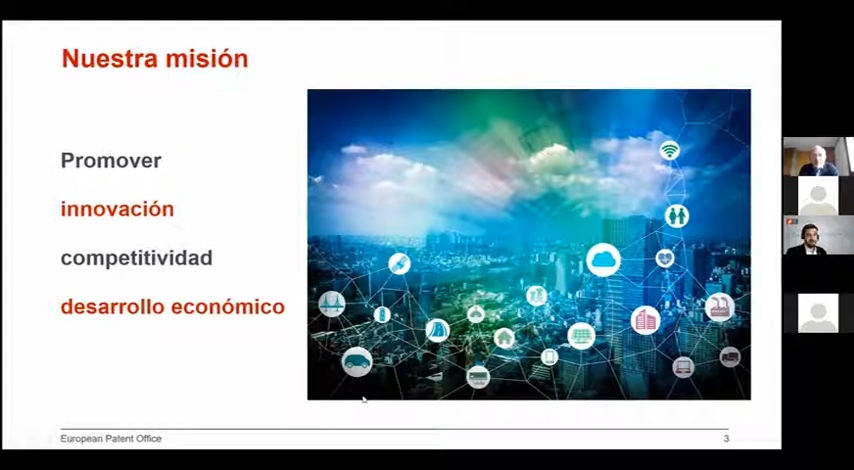 Nuestra misión
Promover
innovación
competitividad
desarrollo económico
European Patent Office
3